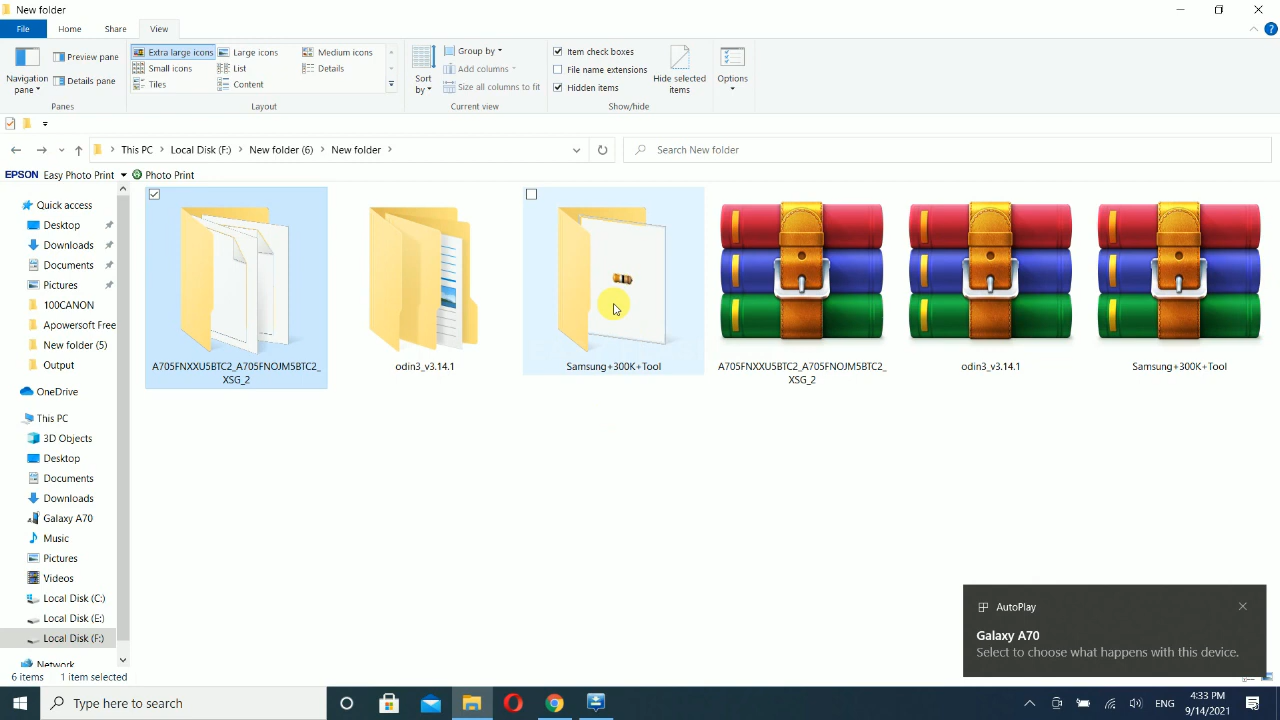 New folder
File Home Share View
Navigation pane
Preview pane
Details pane
Panes
Extra large icons Large icons Medium icons
Small icons List Details
Tiles Content
Layout
Sort by
Group by
Add columns
Size all columns to fit
Current view
Item check boxes
File name extensions
Hidden items
Hide selected items
Show/hide
Options
This PC Local Disk (F:) New folder (6) New folder
Search New folder
EPSON Easy Photo Print Photo Print
Quick access
Desktop
Downloads
Documents
Pictures
100CANON
Apowersoft Free
New folder (5)
Output
OneDrive
This PC
3D Objects
Desktop
Documents
Downloads
Galaxy A70
Music
Pictures
Videos
Local Disk (C:)
Local Disk (E:)
Local Disk (F:)
Network
A705FNXXU5BTC2_A705FNOJM5BTC2_
XSG_2
odin3_v3.14.1
Samsung+300K+Tool
A705FNXXU5BTC2_A705FNOJM5BTC2_
XSG_2
odin3_v3.14.1
Samsung+300K+Tool
AutoPlay
Galaxy A70
Select to choose what happens with this device.
6 items 1 item selected
Type here to search
ENG
4:33 PM
9/14/2021